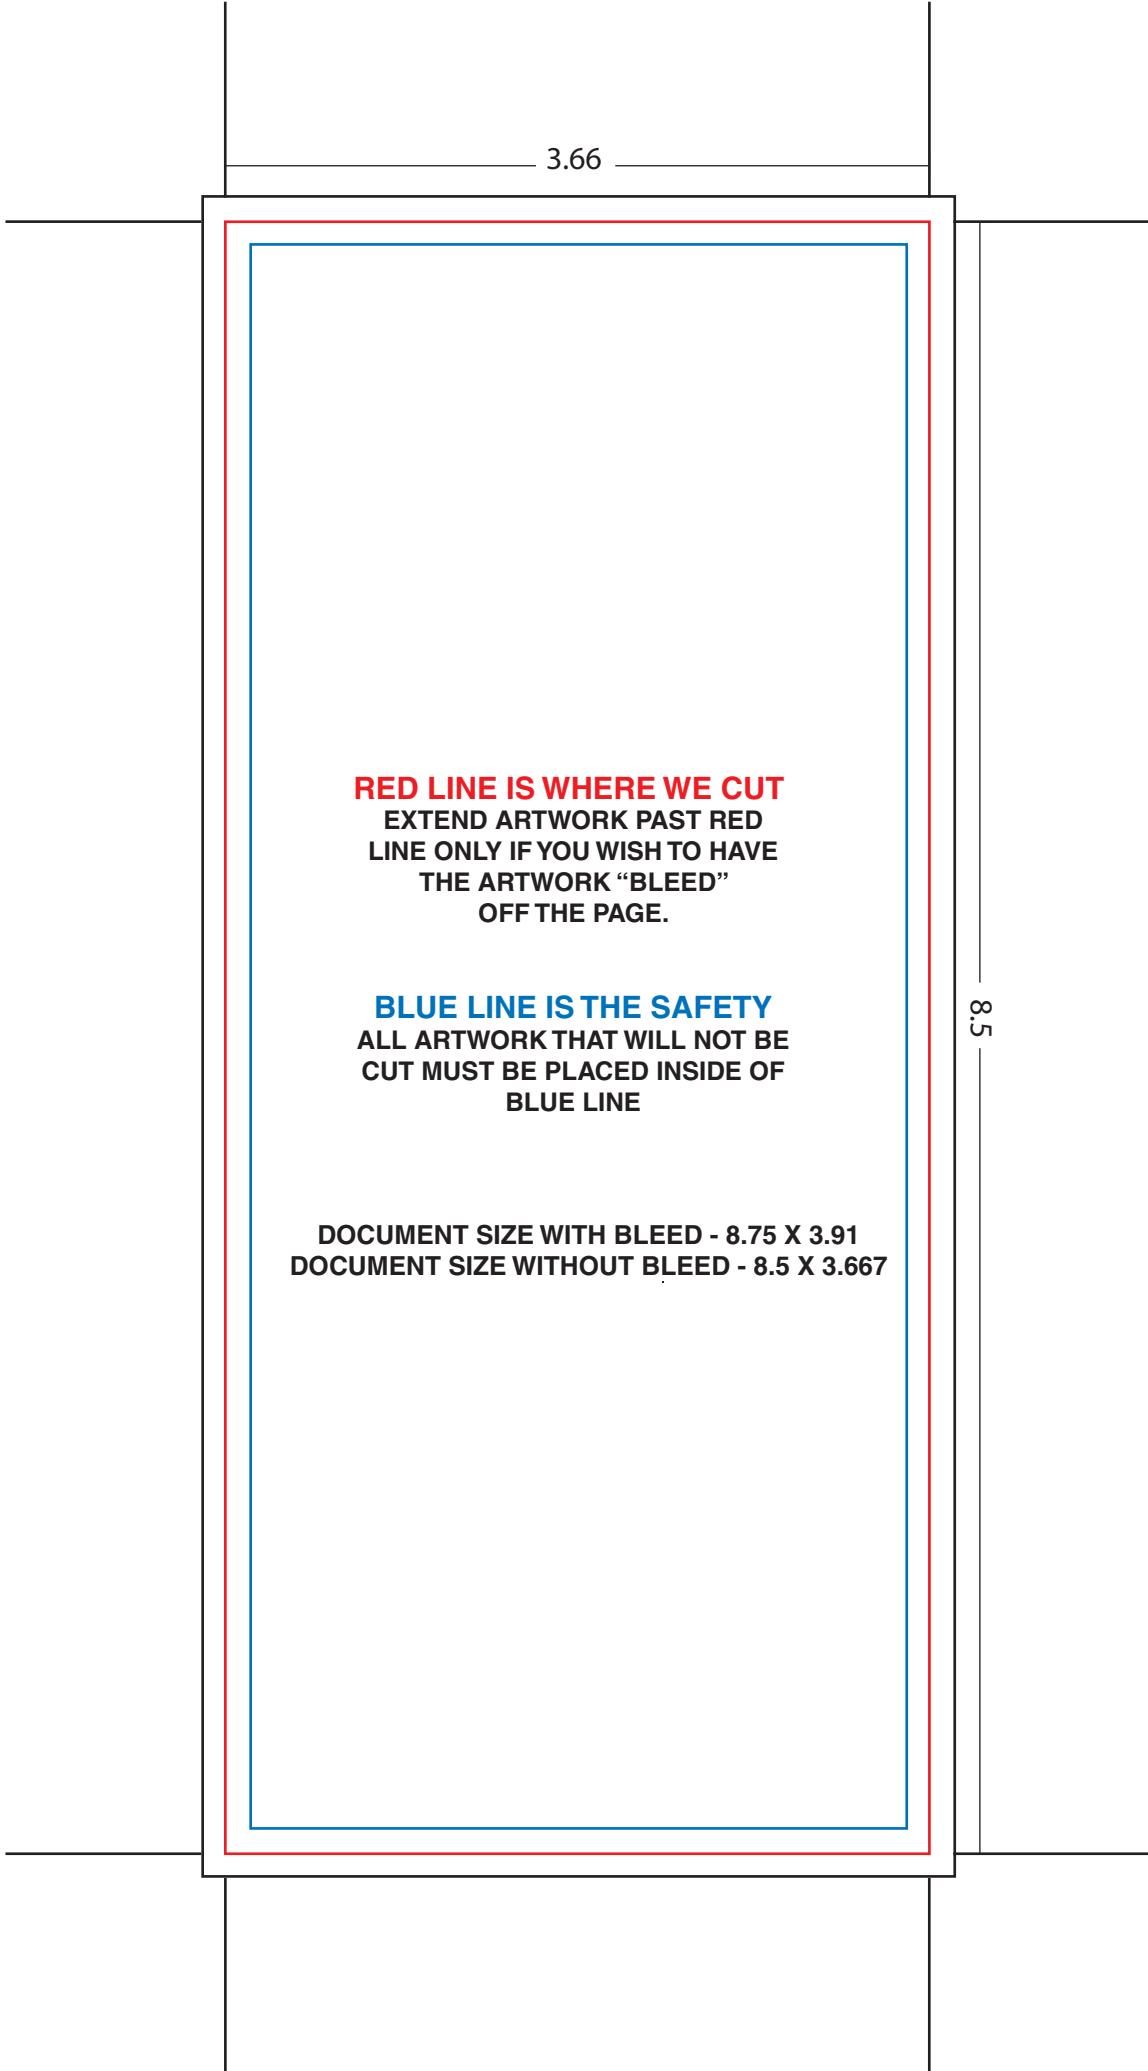 3.66
RED LINE IS WHERE WE CUT
EXTEND ARTWORK PAST RED
LINE ONLY IF YOU WISH TO HAVE
THE ARTWORK “BLEED”
OFF THE PAGE.
BLUE LINE IS THE SAFETY
ALL ARTWORK THAT WILL NOT BE
CUT MUST BE PLACED INSIDE OF
BLUE LINE
8.5
DOCUMENT SIZE WITH BLEED - 8.75 X 3.91
DOCUMENT SIZE WITHOUT BLEED - 8.5 X 3.667